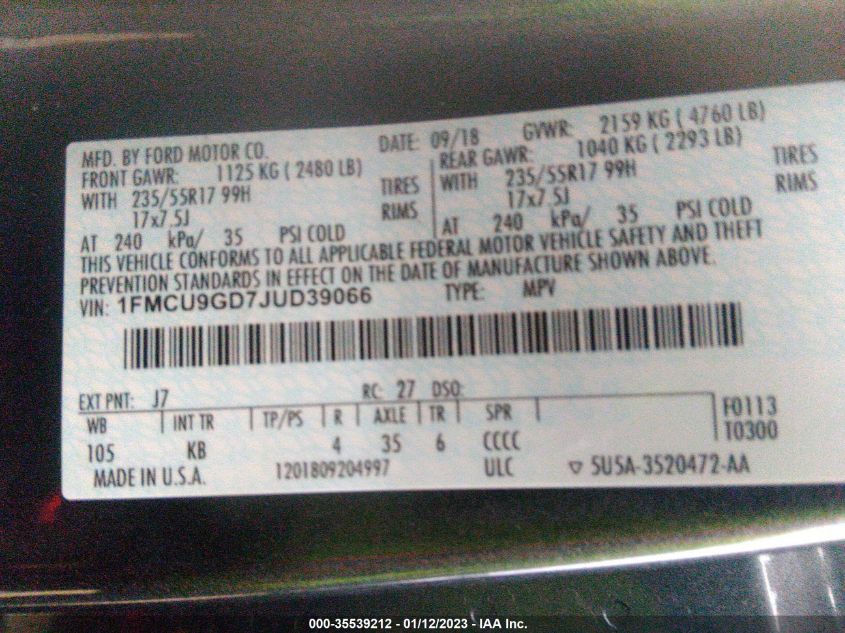 MFD. BY FORD MOTOR CO. DATE: 09/18 GVWR: 2159 KG ( 4760 LB)
FRONT GAWR: 1125 KG ( 2480 LB) REAR GAWR: 1040 KG ( 2293 LB)
WITH 235/55R17 99H TIRES WITH 235/55R17 99H TIRES
17x7.5J RIMS 17x7.5J RIMS
AT 240 kPa/ 35 PSI COLD AT 240 kPa/ 35 PSI COLD
THIS VEHICLE CONFORMS TO ALL APPLICABLE FEDERAL MOTOR VEHICLE SAFETY AND THEFT
PREVENTION STANDARDS IN EFFECT ON THE DATE OF MANUFACTURE SHOWN ABOVE.
VIN: 1FMCU9GD7JUD39066 TYPE: MPV
EXT PNT: J7 RC: 27 DSO:
WB INT TR TP/PS R AXLE TR SPR F0113
105 KB 4 35 6 CCCC T0300
MADE IN U.S.A. 1201809204997 ULC ▽ 5U5A-3520472-AA
000-35539212 - 01/12/2023 - IAA Inc.